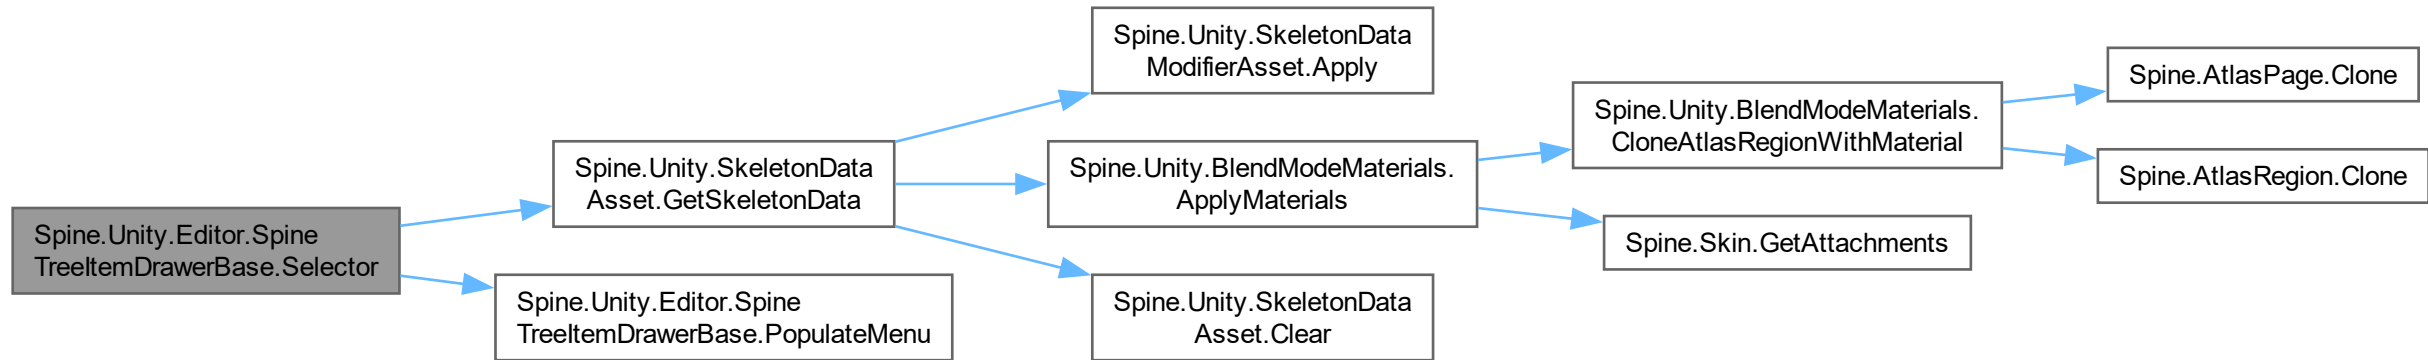 Spine.Unity.Editor.Spine
TreeItemDrawerBase.Selector
Spine.Unity.SkeletonData
Asset.GetSkeletonData
Spine.Unity.Editor.Spine
TreeItemDrawerBase.PopulateMenu
Spine.Unity.SkeletonData
ModifierAsset.Apply
Spine.Unity.BlendModeMaterials.
ApplyMaterials
Spine.Unity.SkeletonData
Asset.Clear
Spine.Unity.BlendModeMaterials.
CloneAtlasRegionWithMaterial
Spine.Skin.GetAttachments
Spine.AtlasPage.Clone
Spine.AtlasRegion.Clone